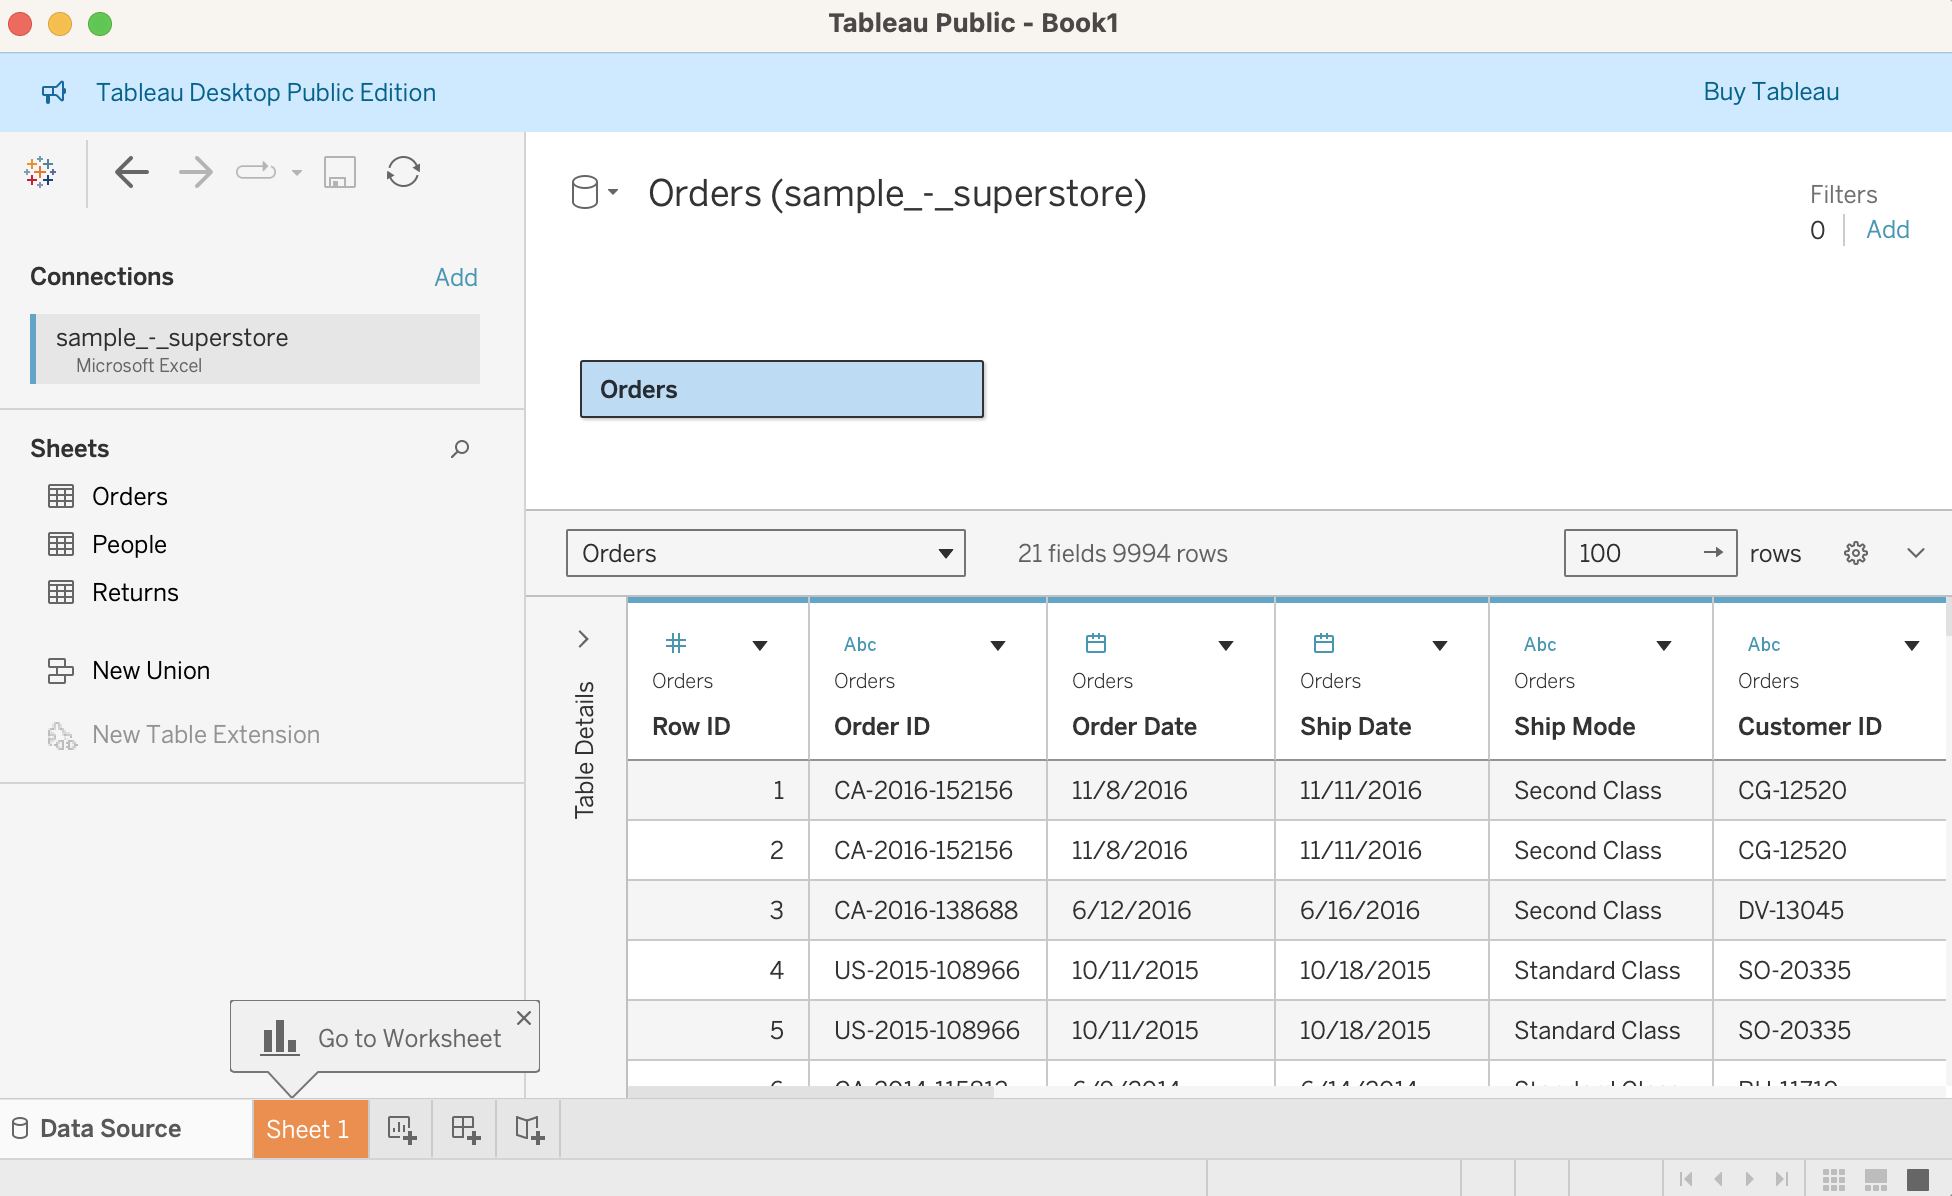 Tableau Public - Book1
Tableau Desktop Public Edition
Buy Tableau
Orders (sample_-_superstore)
Filters
0
Add
Connections
Add
sample_-_superstore
Microsoft Excel
Orders
Sheets
Orders
People
Returns
New Union
New Table Extension
Orders
21 fields 9994 rows
100
rows
Table Details
Abc Abc Abc
Orders Orders Orders Orders Orders Orders
Row ID Order ID Order Date Ship Date Ship Mode Customer ID
1 CA-2016-152156 11/8/2016 11/11/2016 Second Class CG-12520
2 CA-2016-152156 11/8/2016 11/11/2016 Second Class CG-12520
3 CA-2016-138688 6/12/2016 6/16/2016 Second Class DV-13045
4 US-2015-108966 10/11/2015 10/18/2015 Standard Class SO-20335
5 US-2015-108966 10/11/2015 10/18/2015 Standard Class SO-20335
Go to Worksheet
Data Source
Sheet 1